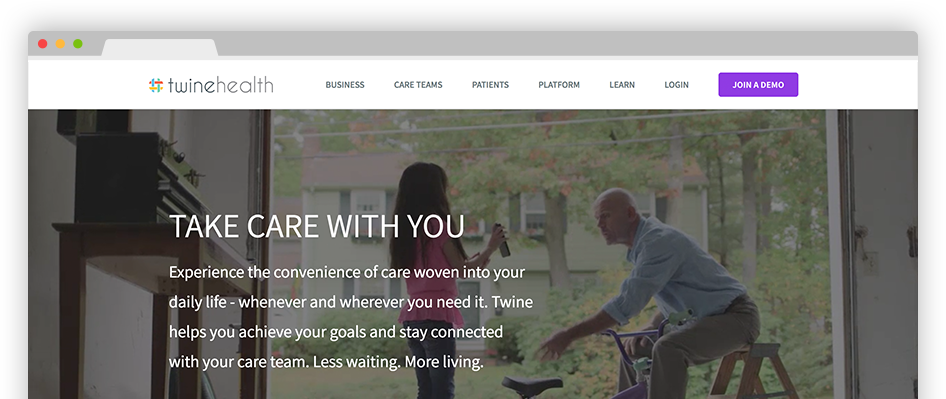 twinehealth
BUSINESS
CARE TEAMS
PATIENTS
PLATFORM
LEARN
LOGIN
JOIN A DEMO
TAKE CARE WITH YOU
Experience the convenience of care woven into your
daily life - whenever and wherever you need it. Twine
helps you achieve your goals and stay connected
with your care team. Less waiting. More living.